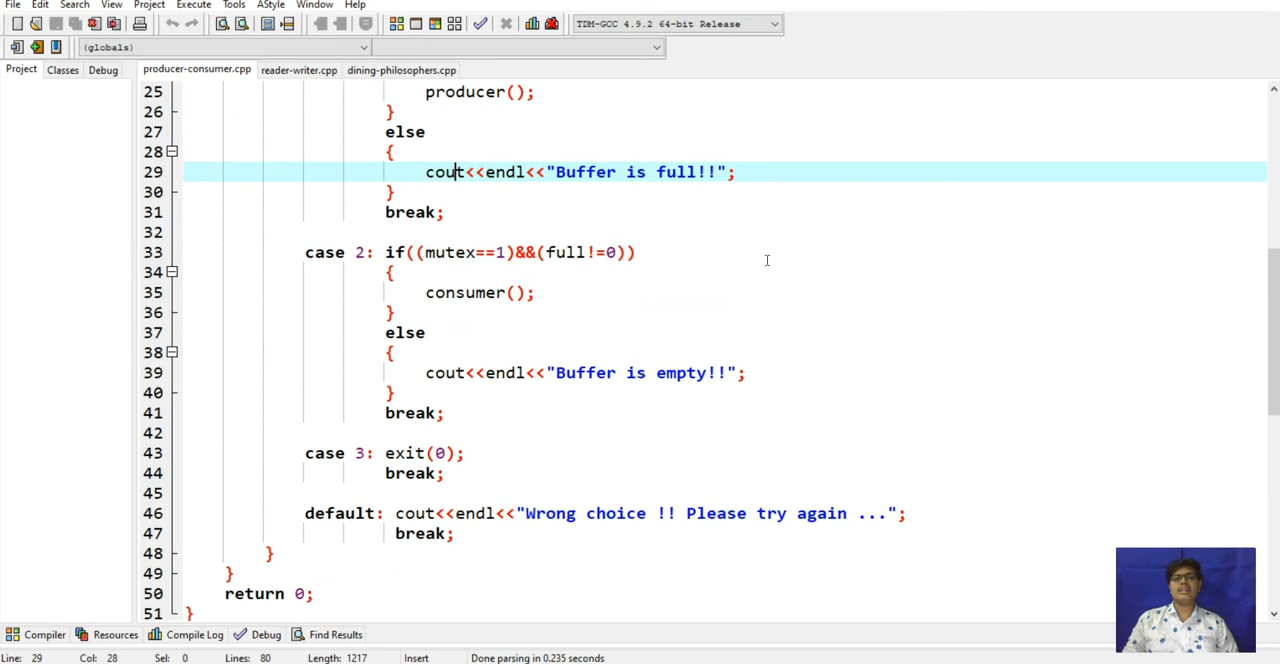 File Edit Search View Project Execute Tools AStyle Window Help
TDM-GCC 4.9.2 64-bit Release
(globals)
Project Classes Debug producer-consumer.cpp reader-writer.cpp dining-philosophers.cpp
25 producer();
26 }
27 else
28 {
29 cout<<endl<<"Buffer is full!!";
30 }
31 break;
32
33 case 2: if((mutex==1)&&(full!=0))
34 {
35 consumer();
36 }
37 else
38 {
39 cout<<endl<<"Buffer is empty!!";
40 }
41 break;
42
43 case 3: exit(0);
44 break;
45
46 default: cout<<endl<<"Wrong choice !! Please try again ...";
47 break;
48 }
49 }
50 return 0;
51 }
Compiler Resources Compile Log Debug Find Results
Line: 29 Col: 28 Sel: 0 Lines: 80 Length: 1217 Insert Done parsing in 0.235 seconds